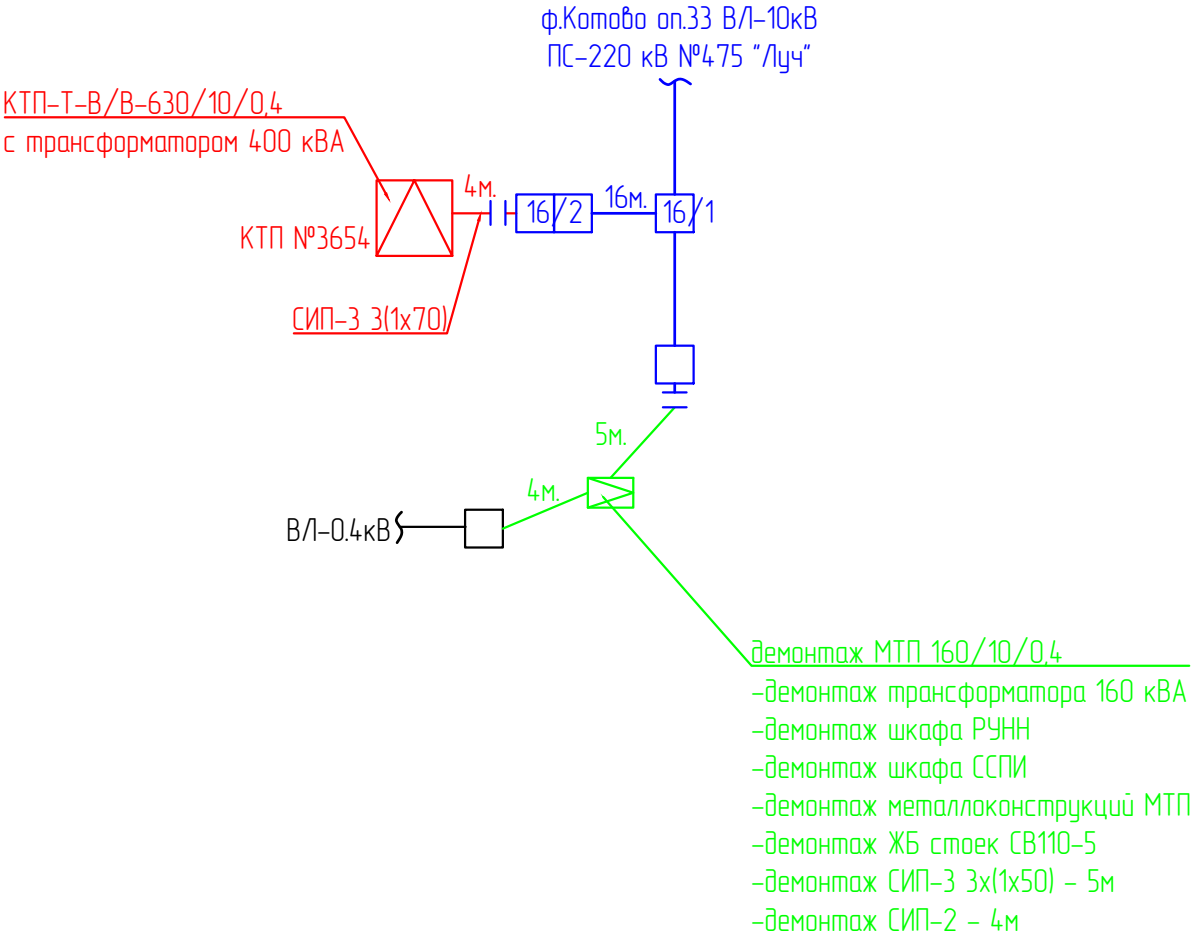 ф.Котово оп.33 ВЛ-10кВ
ПС-220 кВ №475 "Луч"
КТП-Т-В/В-630/10/0,4
с трансформатором 400 кВА
4м.
16/2
16м.
16/1
КТП №3654
СИП-3 3(1х70)
5м.
4м.
ВЛ-0.4кВ
демонтаж МТП 160/10/0,4
-демонтаж трансформатора 160 кВА
-демонтаж шкафа РУНН
-демонтаж шкафа ССПИ
-демонтаж металлоконструкций МТП
-демонтаж ЖБ стоек СВ110-5
-демонтаж СИП-3 3х(1х50) - 5м
-демонтаж СИП-2 - 4м